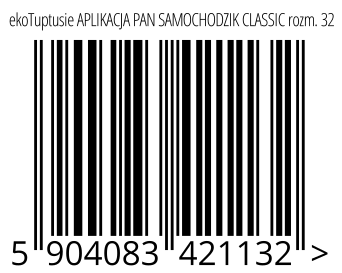 ekoTuptusie APLIKACJA PAN SAMOCHODZIK CLASSIC rozm. 32
5 904083 421132 >